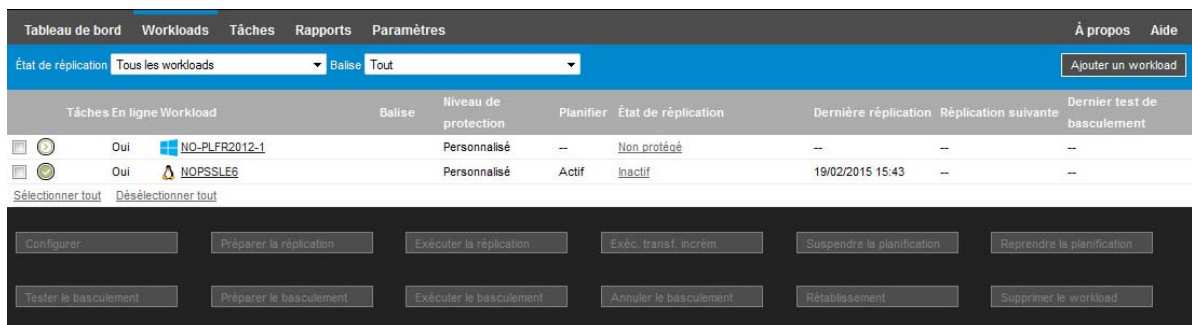 Tableau de bord Workloads Tâches Rapports Paramètres À propos Aide
État de réplication Tous les workloads Balise Tout Ajouter un workload
Tâches En ligne Workload Balise Niveau de protection Planifier État de réplication Dernière réplication Réplication suivante Dernier test de basculement
Oui NO-PLFR2012-1 Personnalisé -- Non protégé -- -- --
Oui NOPSSLE6 Personnalisé Actif Inactif 19/02/2015 15:43 -- --
Sélectionner tout Désélectionner tout
Configurer Préparer la réplication Exécuter la réplication Exéc. transf. incrém. Suspendre la planification Reprendre la planification
Tester le basculement Préparer le basculement Exécuter le basculement Annuler le basculement Rétablissement Supprimer le workload